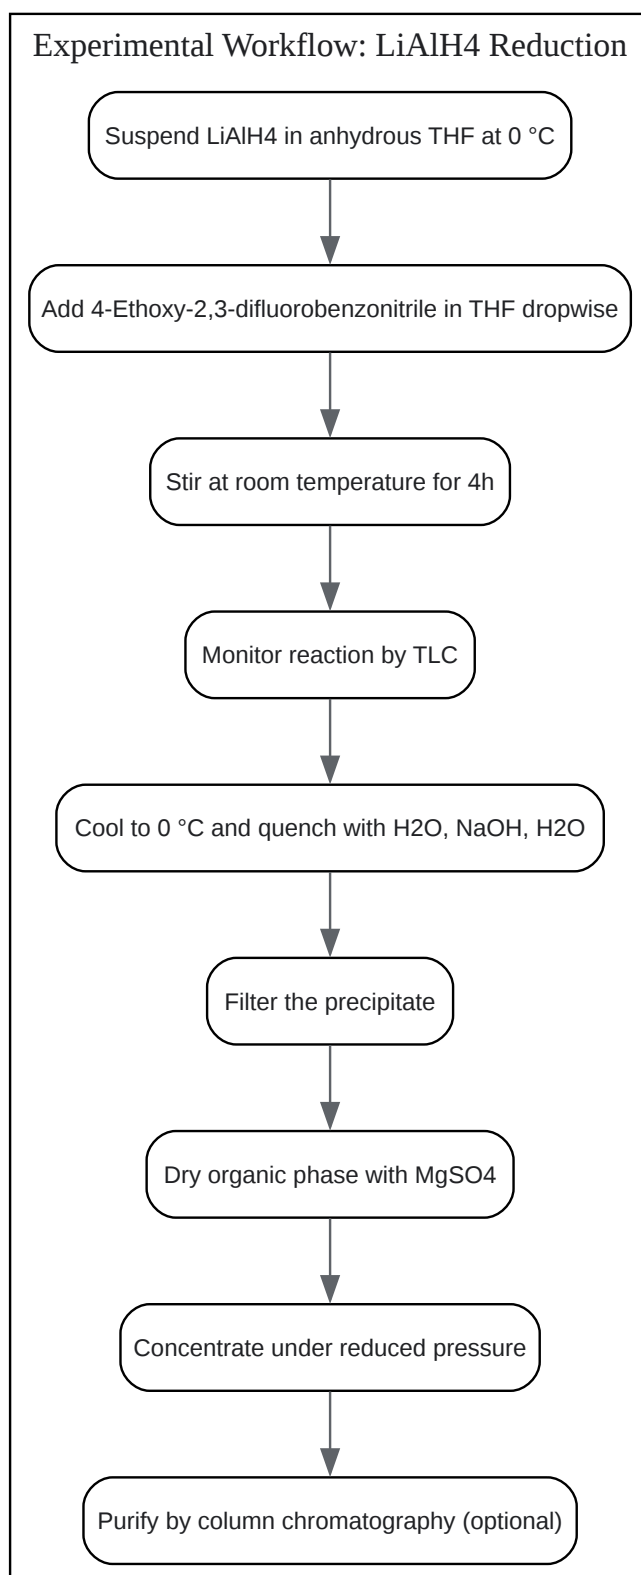 Experimental Workflow: LiAlH4 Reduction
Suspend LiAlH4 in anhydrous THF at 0 °C
Add 4-Ethoxy-2,3-difluorobenzonitrile in THF dropwise
Stir at room temperature for 4h
Monitor reaction by TLC
Cool to 0 °C and quench with H2O, NaOH, H2O
Filter the precipitate
Dry organic phase with MgSO4
Concentrate under reduced pressure
Purify by column chromatography (optional)